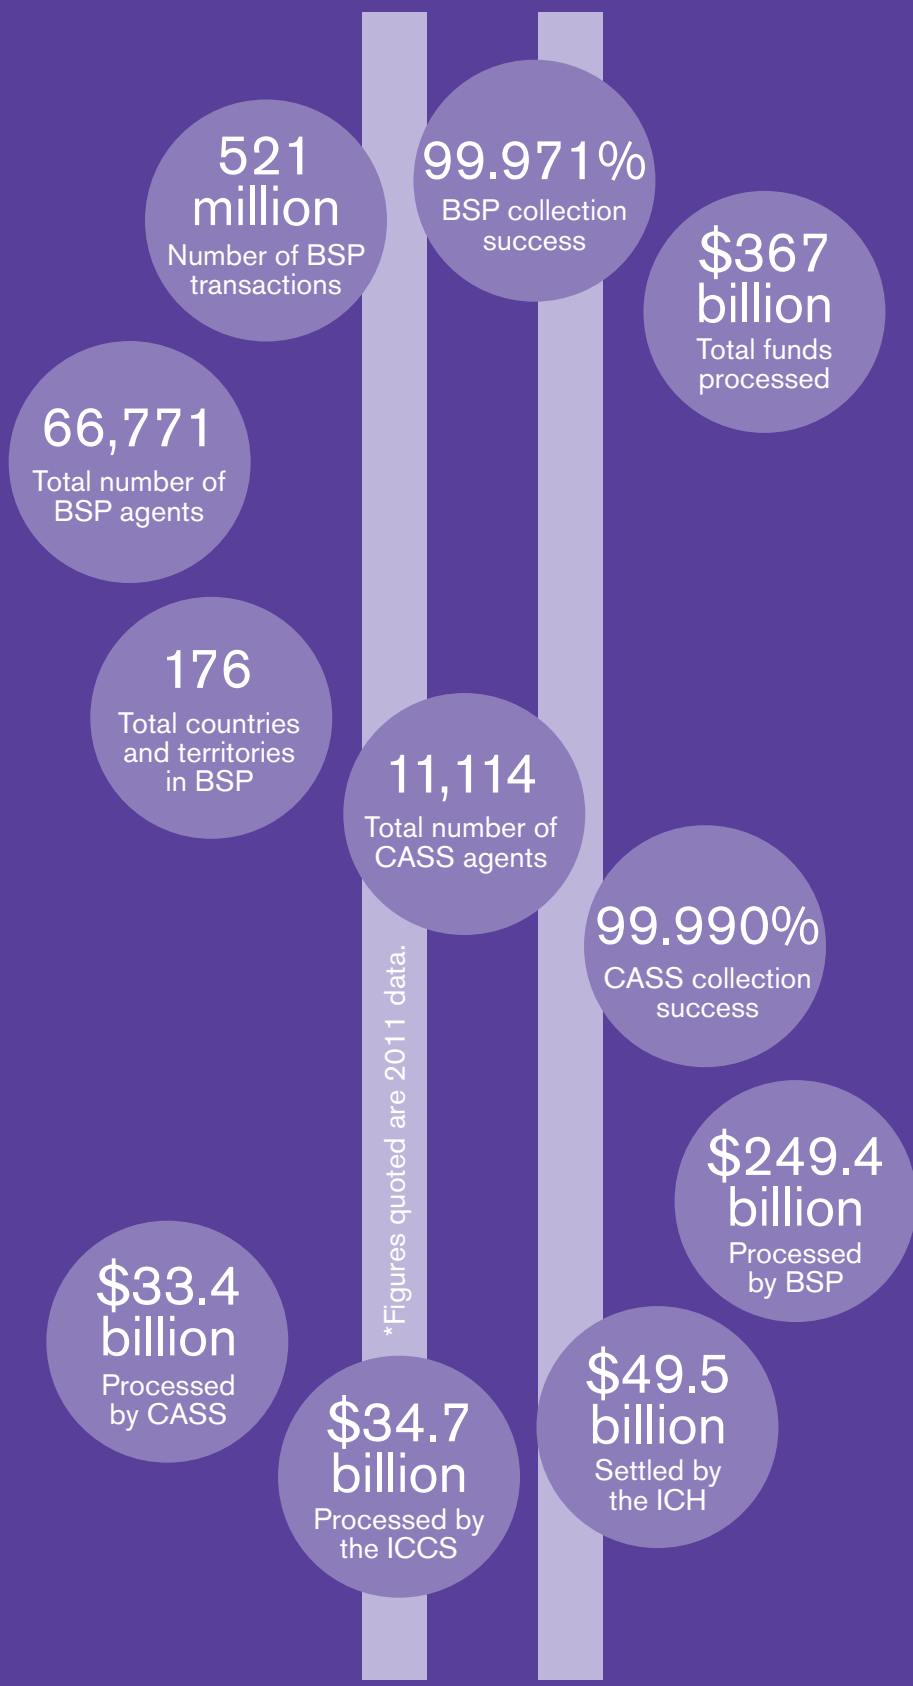 521
million
Number of BSP
transactions
99.971%
BSP collection
success
$367
billion
Total funds
processed
66,771
Total number of
BSP agents
176
Total countries
and territories
in BSP
11,114
Total number of
CASS agents
99.990%
CASS collection
success
*Figures quoted are 2011 data.
$249.4
billion
Processed
by BSP
$33.4
billion
Processed
by CASS
$49.5
billion
Settled by
the ICH
$34.7
billion
Processed by
the ICCS